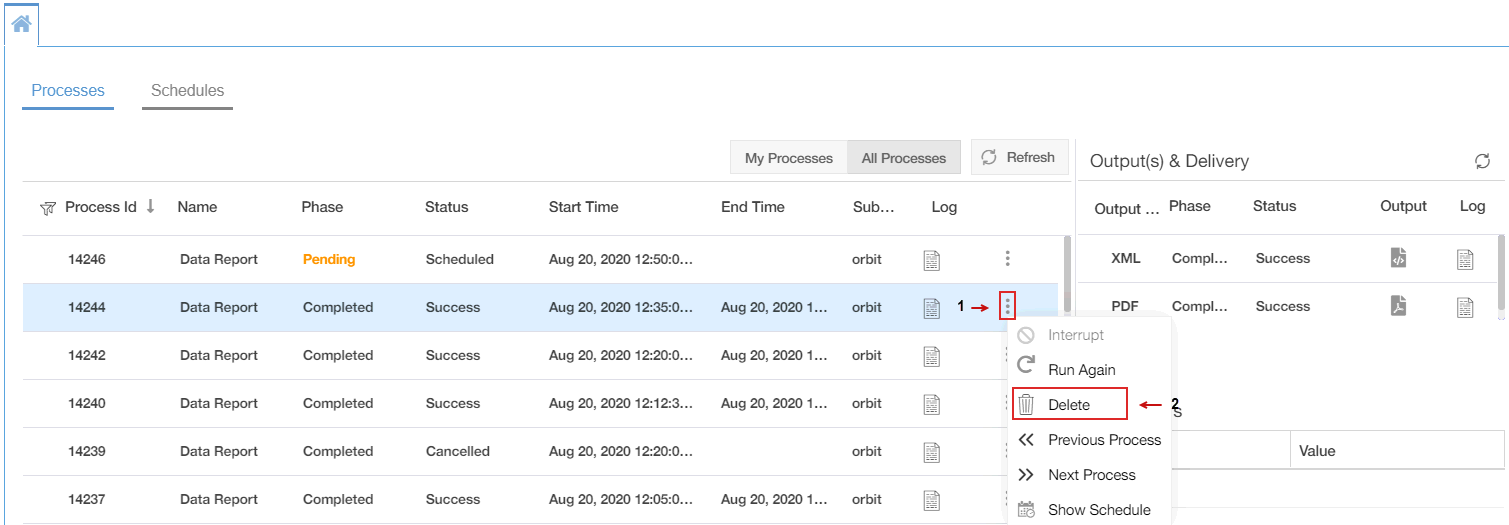 Processes Schedules
My Processes All Processes Refresh Output(s) & Delivery
Process Id Name Phase Status Start Time End Time Sub... Log Output ... Phase Status Output Log
14246 Data Report Pending Scheduled Aug 20, 2020 12:50:0... orbit XML Compl... Success
14244 Data Report Completed Success Aug 20, 2020 12:35:0... Aug 20, 2020 1... orbit 1 PDF Compl... Success
Interrupt
14242 Data Report Completed Success Aug 20, 2020 12:20:0... Aug 20, 2020 1... orbit
Run Again
14240 Data Report Completed Success Aug 20, 2020 12:12:3... Aug 20, 2020 1... orbit
Delete 2 s
Previous Process
14239 Data Report Completed Cancelled Aug 20, 2020 12:20:0... orbit Value
Next Process
14237 Data Report Completed Success Aug 20, 2020 12:05:0... Aug 20, 2020 1... orbit
Show Schedule